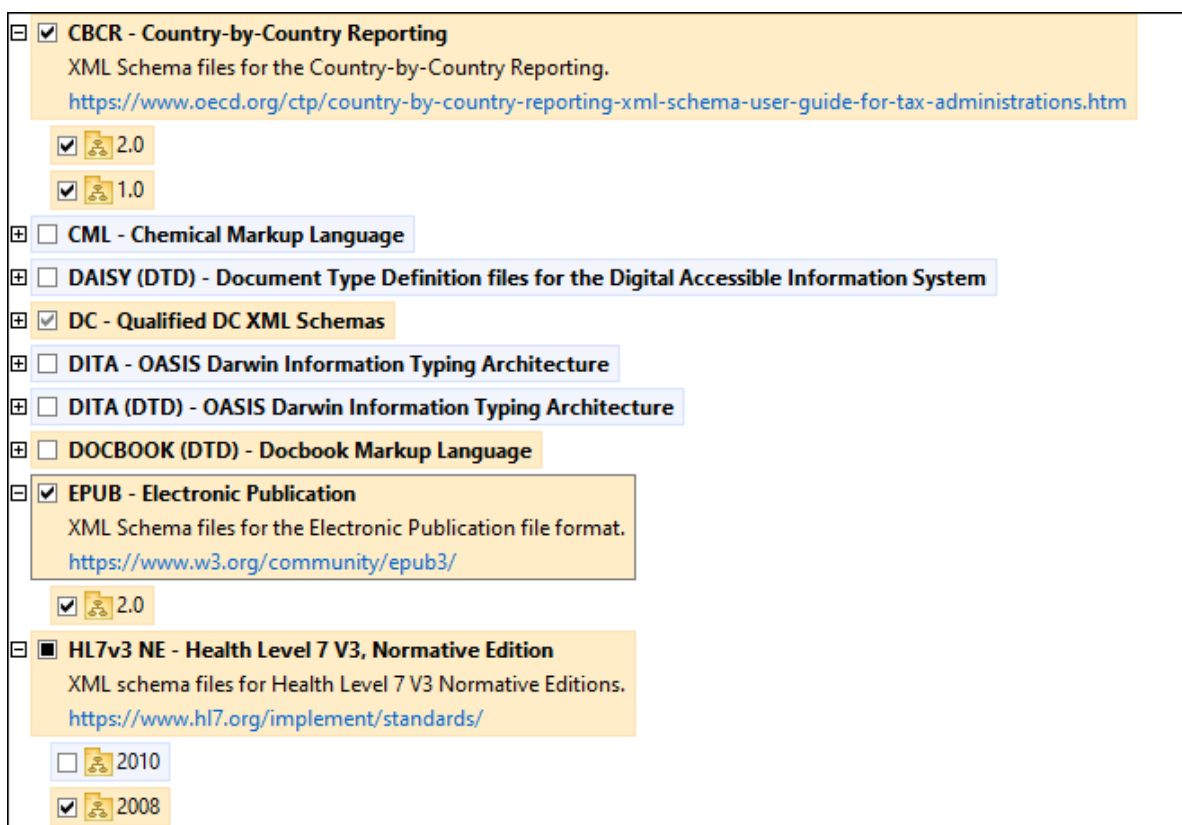 CBCR - Country-by-Country Reporting
XML Schema files for the Country-by-Country Reporting.
https://www.oecd.org/ctp/country-by-country-reporting-xml-schema-user-guide-for-tax-administrations.htm
2.0
1.0
CML - Chemical Markup Language
DAISY (DTD) - Document Type Definition files for the Digital Accessible Information System
DC - Qualified DC XML Schemas
DITA - OASIS Darwin Information Typing Architecture
DITA (DTD) - OASIS Darwin Information Typing Architecture
DOCBOOK (DTD) - Docbook Markup Language
EPUB - Electronic Publication
XML Schema files for the Electronic Publication file format.
https://www.w3.org/community/epub3/
2.0
HL7v3 NE - Health Level 7 V3, Normative Edition
XML schema files for Health Level 7 V3 Normative Editions.
https://www.hl7.org/implement/standards/
2010
2008